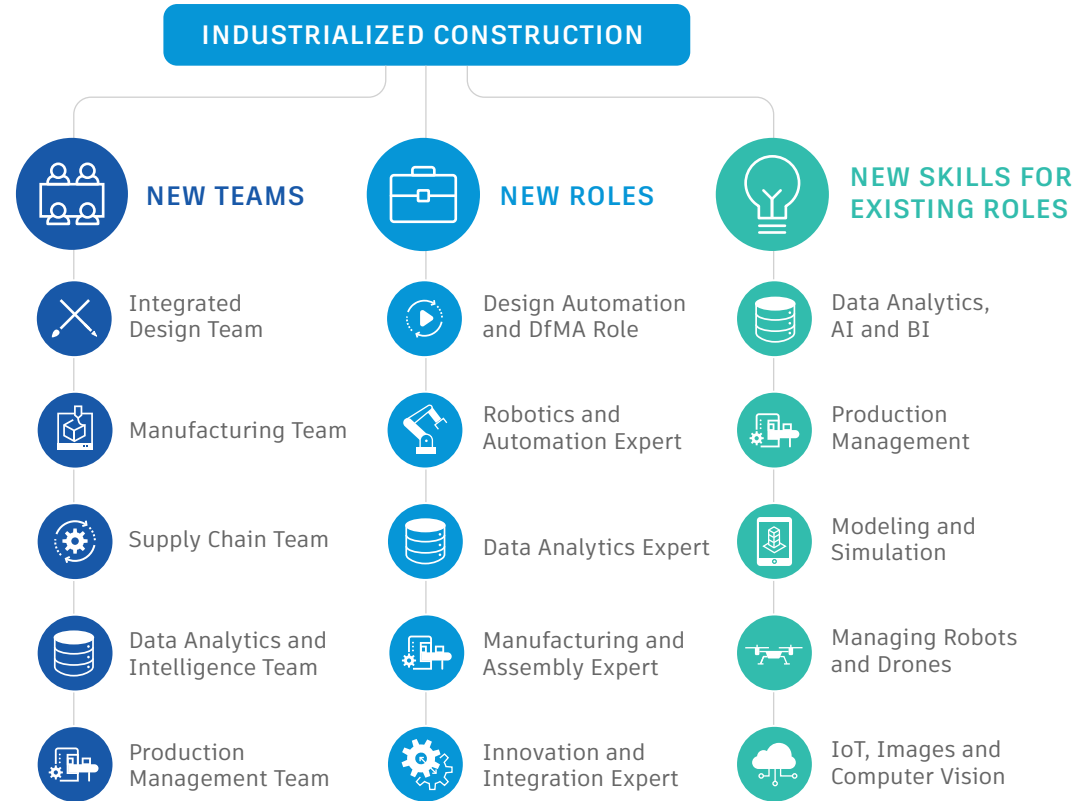 INDUSTRIALIZED CONSTRUCTION
NEW TEAMS
Integrated
Design Team
Manufacturing Team
Supply Chain Team
Data Analytics and
Intelligence Team
Production
Management Team
NEW ROLES
Design Automation
and DfMA Role
Robotics and
Automation Expert
Data Analytics Expert
Manufacturing and
Assembly Expert
Innovation and
Integration Expert
NEW SKILLS FOR
EXISTING ROLES
Data Analytics,
AI and BI
Production
Management
Modeling and
Simulation
Managing Robots
and Drones
IoT, Images and
Computer Vision